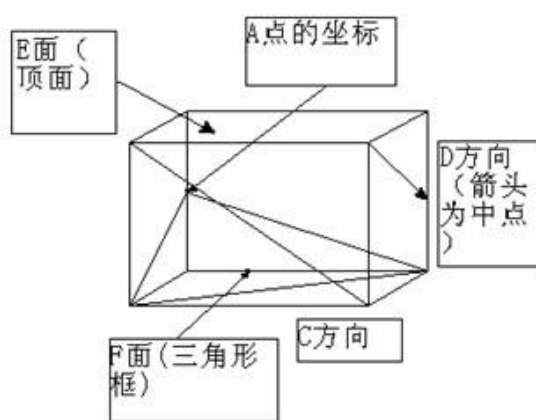 E面（
顶面）
A点的坐标
D方向
（箭头
为中点
）
C方向
F面(三角形
框)